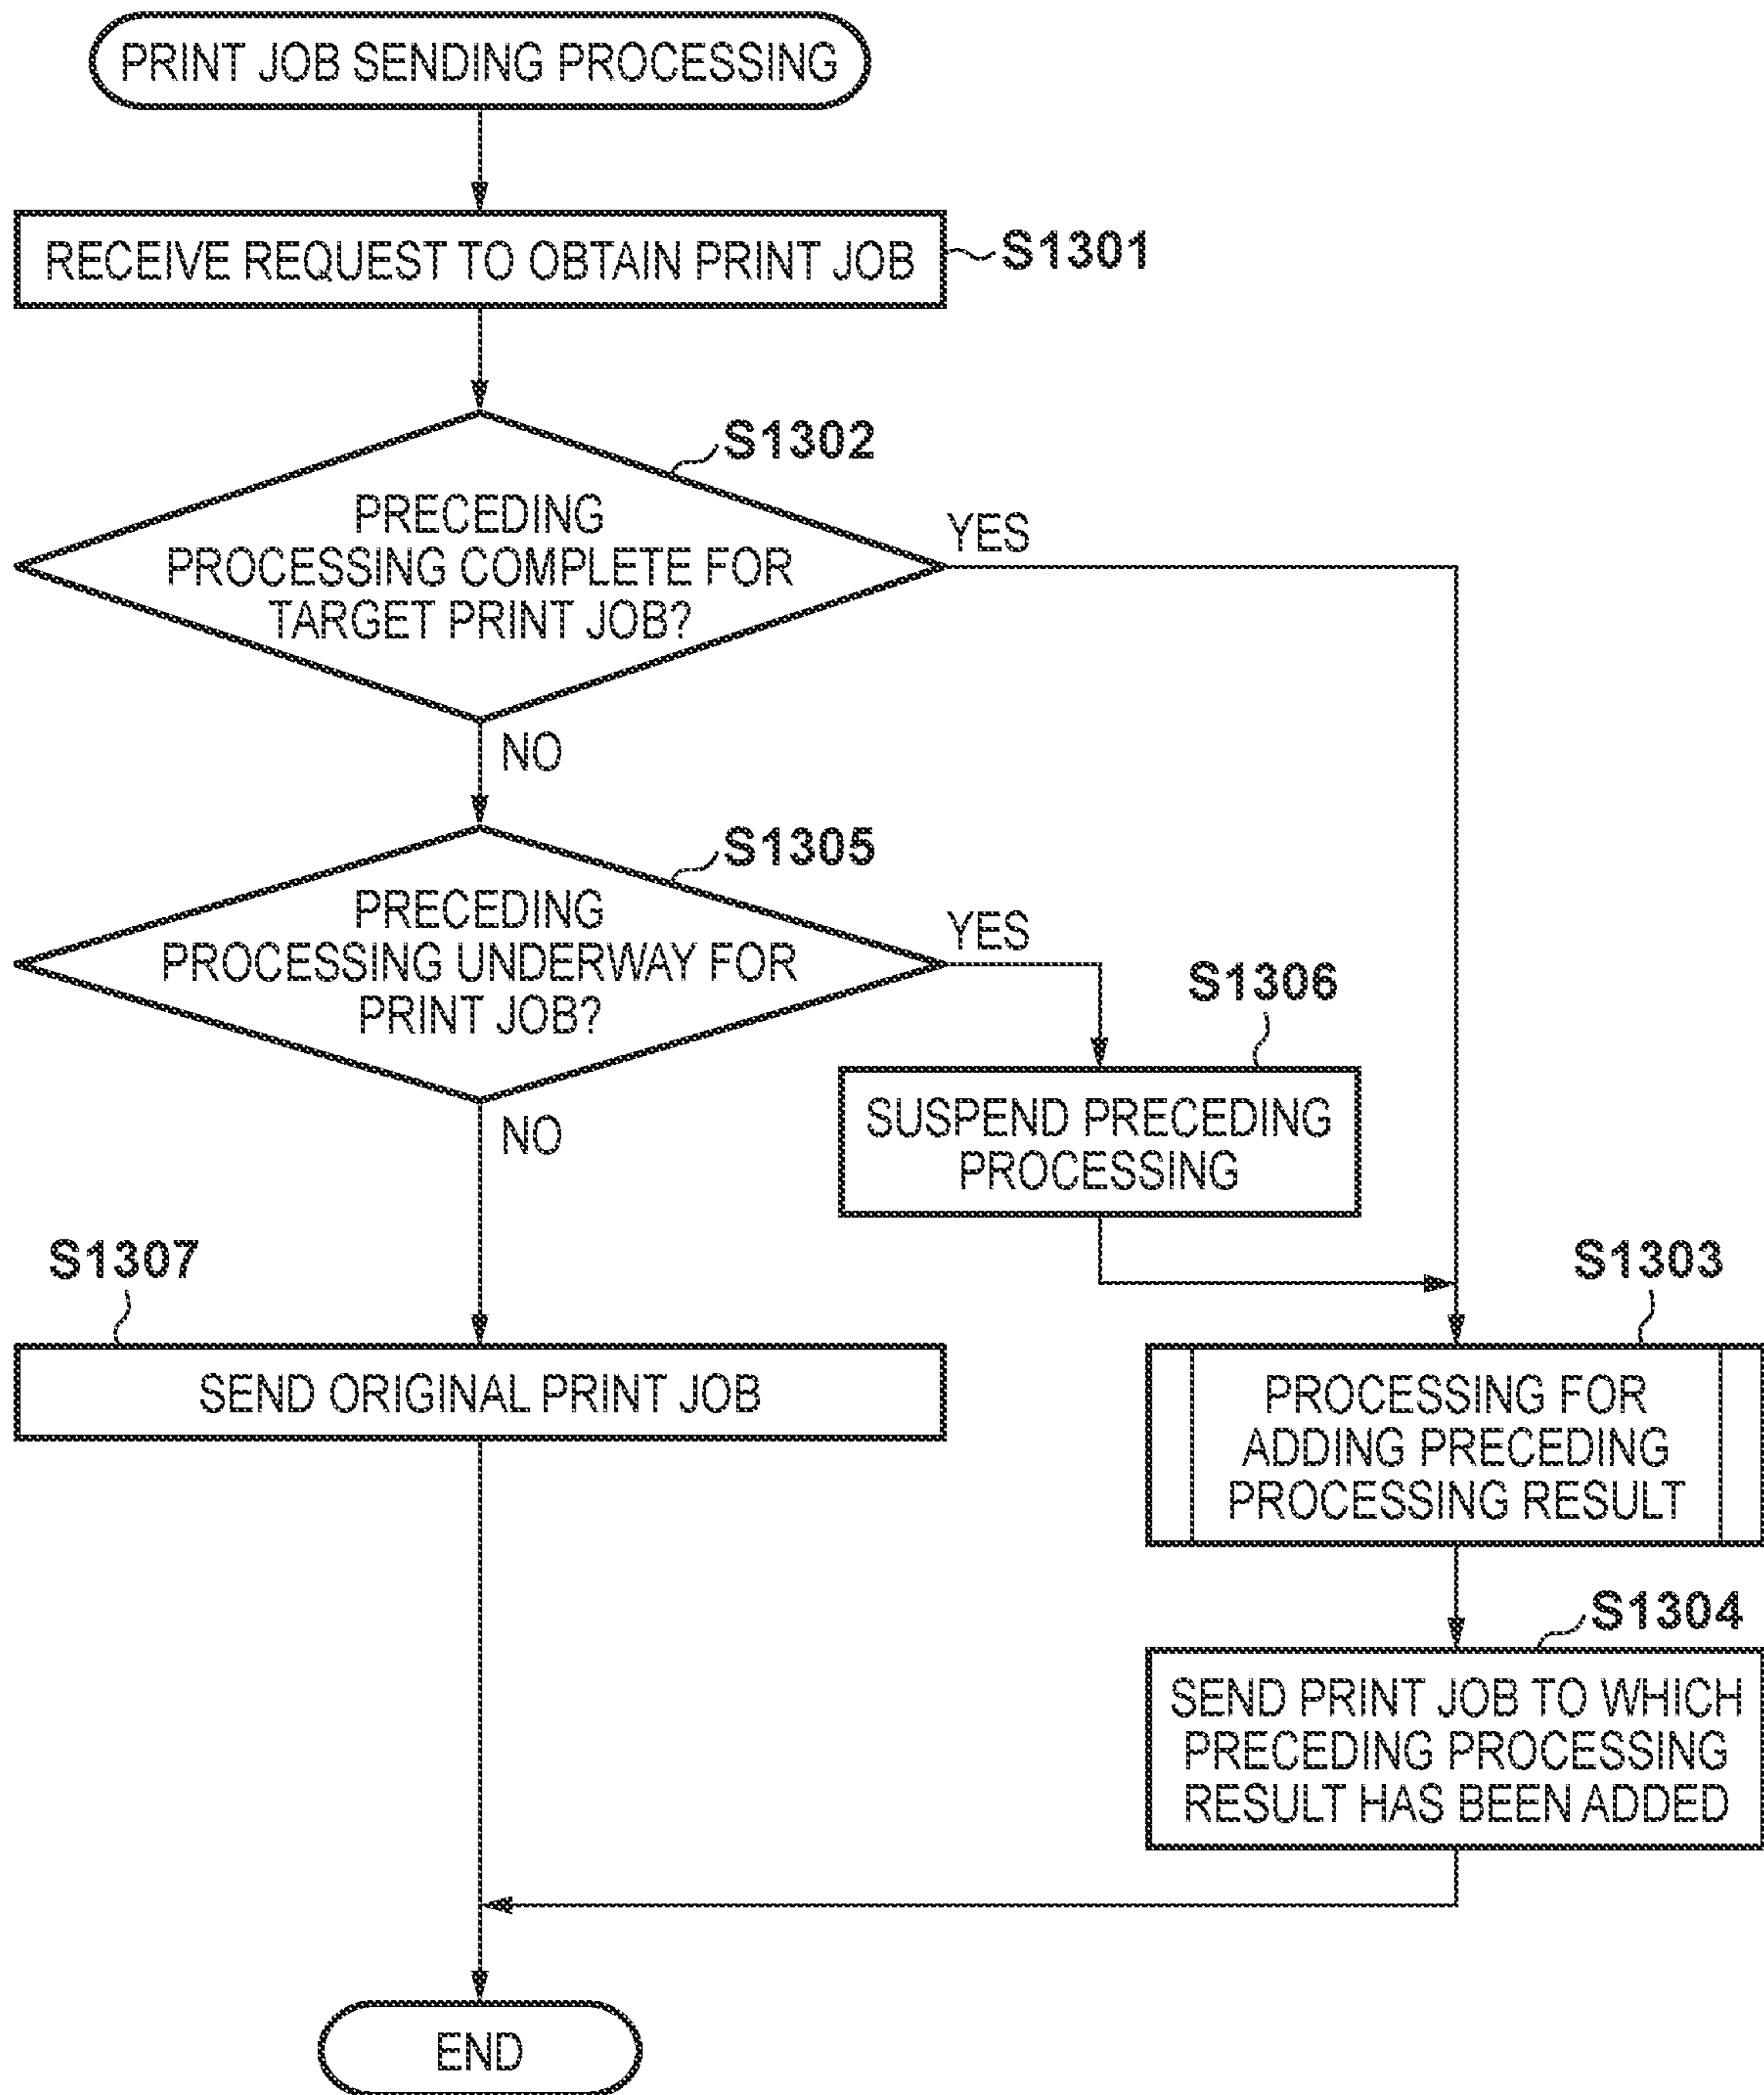 PRINT JOB SENDING PROCESSING
RECEIVE REQUEST TO OBTAIN PRINT JOB
S1301
S1302
PRECEDING
PROCESSING COMPLETE FOR
TARGET PRINT JOB?
YES
NO
S1305
PRECEDING
PROCESSING UNDERWAY FOR
PRINT JOB?
YES
NO
S1306
SUSPEND PRECEDING
PROCESSING
S1307
SEND ORIGINAL PRINT JOB
S1303
PROCESSING FOR
ADDING PRECEDING
PROCESSING RESULT
S1304
SEND PRINT JOB TO WHICH
PRECEDING PROCESSING
RESULT HAS BEEN ADDED
END